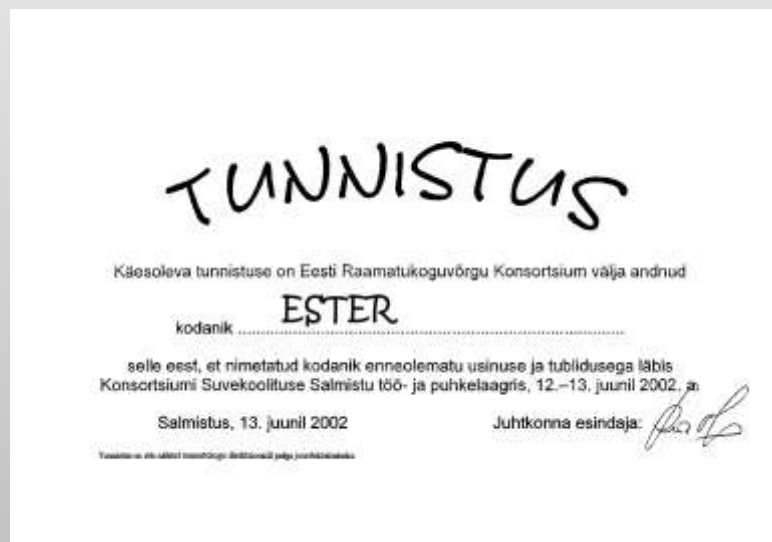 TUNNISTUS
Käesoleva tunnistuse on Eesti Raamatukoguvõrgu Konsortsium välja andnud
kodanik ESTER
selle eest, et nimetatud kodanik enneolematu usinuse ja tublidusega läbis
Konsortsiumi Suvekoolituse Salmistu töö- ja puhkelaagris, 12.–13. juunil 2002. a
Salmistus, 13. juunil 2002 Juhtkonna esindaja: